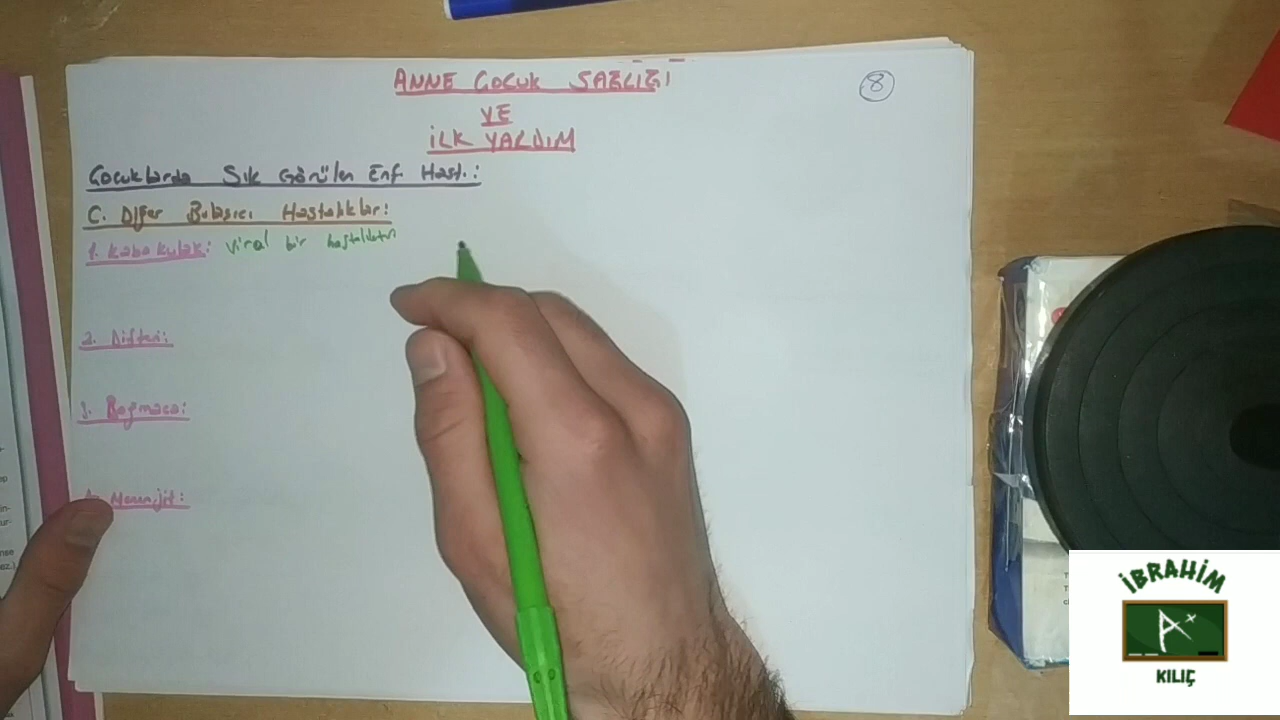 ANNE ÇOCUK SAĞLIĞI
VE
İLK YARDIM
8
Çocuklarda Sık Görülen Enf. Hast.:
C. Diğer Bulaşıcı Hastalıklar:
1. Kabakulak: viral bir hastalıktır
2. Difteri:
3. Boğmaca:
Menenjit:
İBRAHİM
A+
KILIÇ